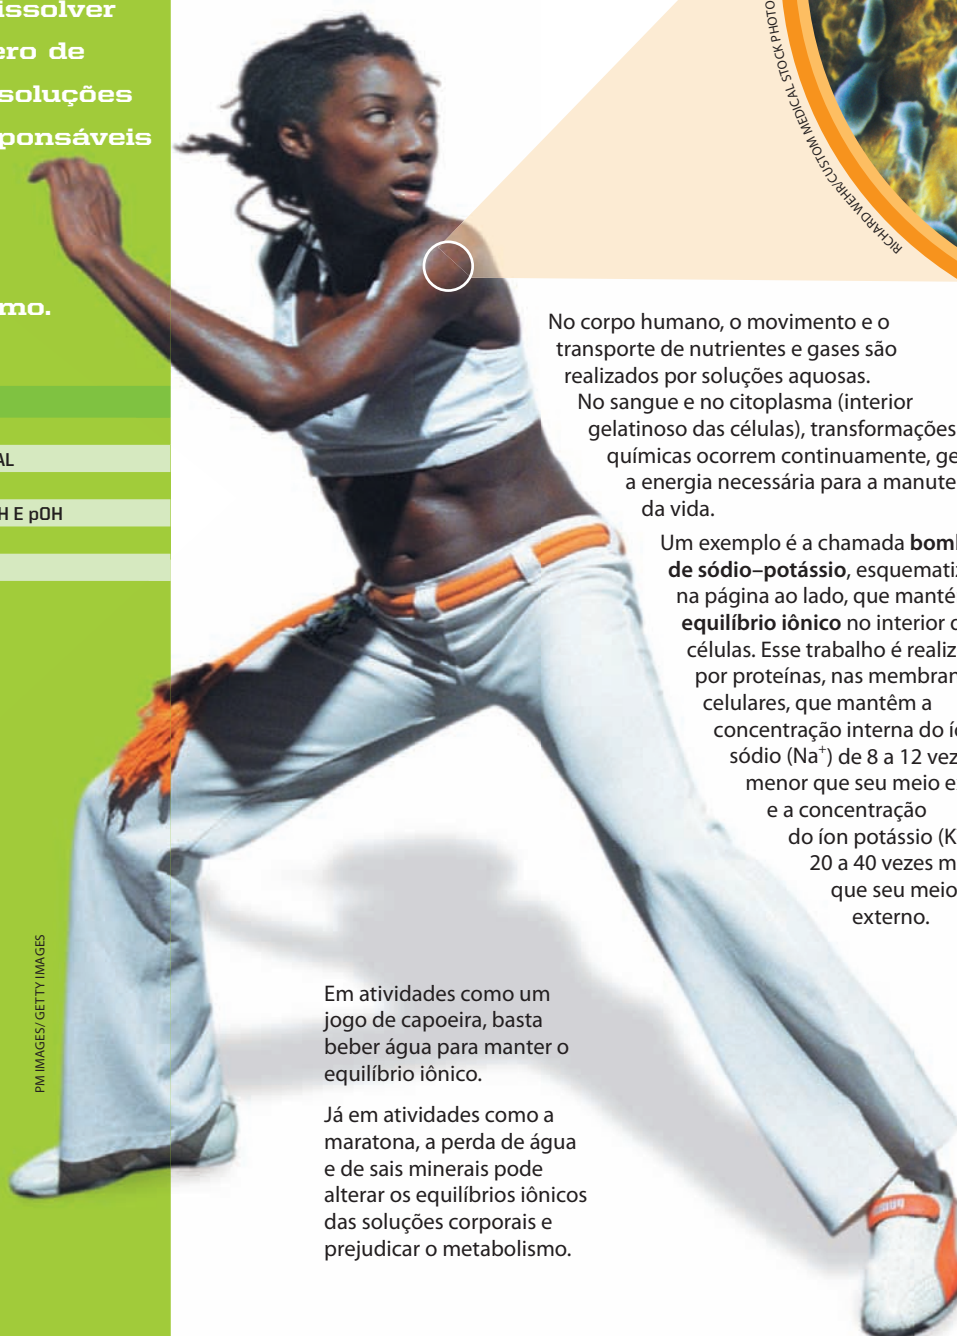 issolver
ero de
soluções
ponsáveis
mo.
AL
H E pOH
PM IMAGES/ GETTY IMAGES
RICHARD WEHR/CUSTOM MEDICAL STOCK PHOTO
No corpo humano, o movimento e o
transporte de nutrientes e gases são
realizados por soluções aquosas.
No sangue e no citoplasma (interior
gelatinoso das células), transformações
químicas ocorrem continuamente, ge
a energia necessária para a manute
da vida.
Um exemplo é a chamada bom
de sódio–potássio, esquematiz
na página ao lado, que manté
equilíbrio iônico no interior d
células. Esse trabalho é realiz
por proteínas, nas membran
celulares, que mantêm a
concentração interna do í
sódio (Na⁺) de 8 a 12 vez
menor que seu meio e
e a concentração
do íon potássio (K
20 a 40 vezes m
que seu meio
externo.
Em atividades como um
jogo de capoeira, basta
beber água para manter o
equilíbrio iônico.
Já em atividades como a
maratona, a perda de água
e de sais minerais pode
alterar os equilíbrios iônicos
das soluções corporais e
prejudicar o metabolismo.